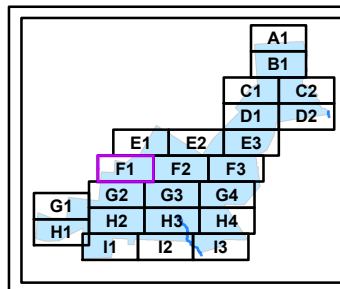 A1
B1
C1 C2
D1 D2
E1 E2 E3
F1 F2 F3
G1 G2 G3 G4
H1 H2 H3 H4
I1 I2 I3